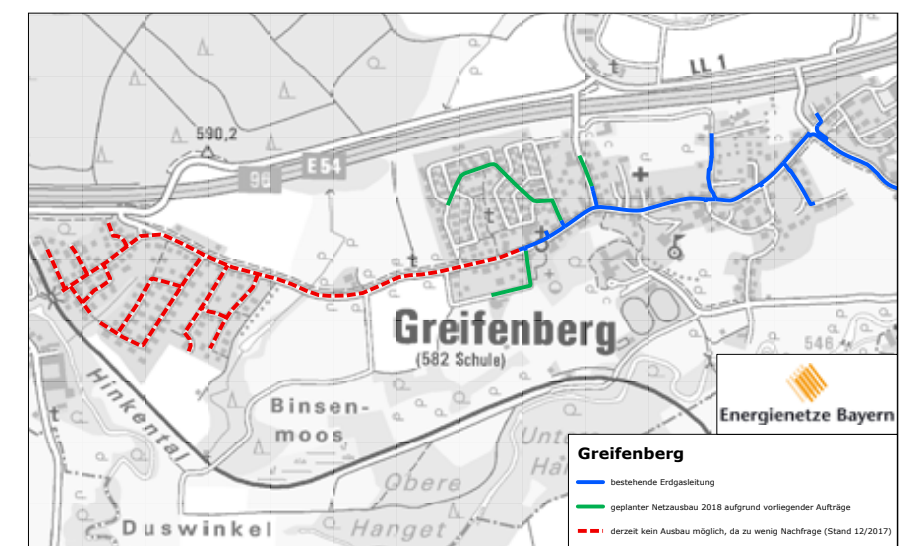 LL 1
590,2
96
E54
Greifenberg
(582 Schule)
546
Hinkental
Binsen-
moos
Obere
Hanget
Duswinkel
Energienetze Bayern
Greifenberg
bestehende Erdgasleitung
geplanter Netzausbau 2018 aufgrund vorliegender Aufträge
derzeit kein Ausbau möglich, da zu wenig Nachfrage (Stand 12/2017)